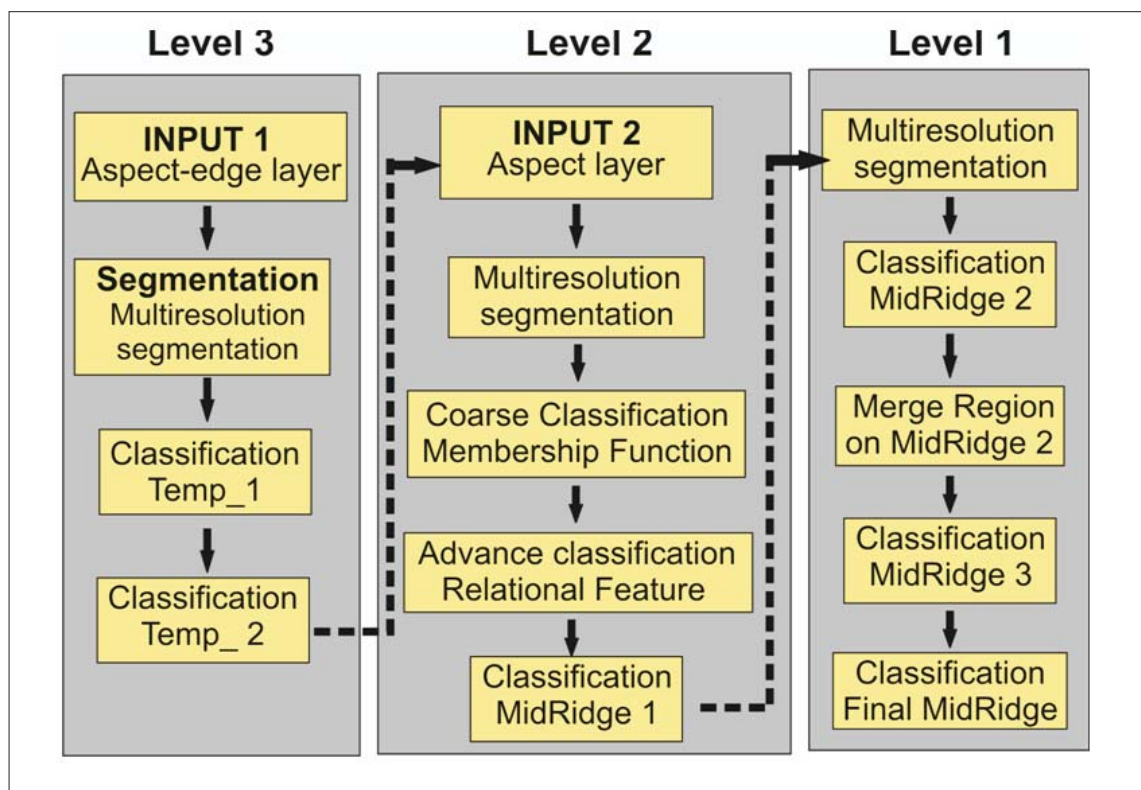 Level 3
INPUT 1
Aspect-edge layer
Segmentation
Multiresolution
segmentation
Classification
Temp_1
Classification
Temp_ 2
Level 2
INPUT 2
Aspect layer
Multiresolution
segmentation
Coarse Classification
Membership Function
Advance classification
Relational Feature
Classification
MidRidge 1
Level 1
Multiresolution
segmentation
Classification
MidRidge 2
Merge Region
on MidRidge 2
Classification
MidRidge 3
Classification
Final MidRidge